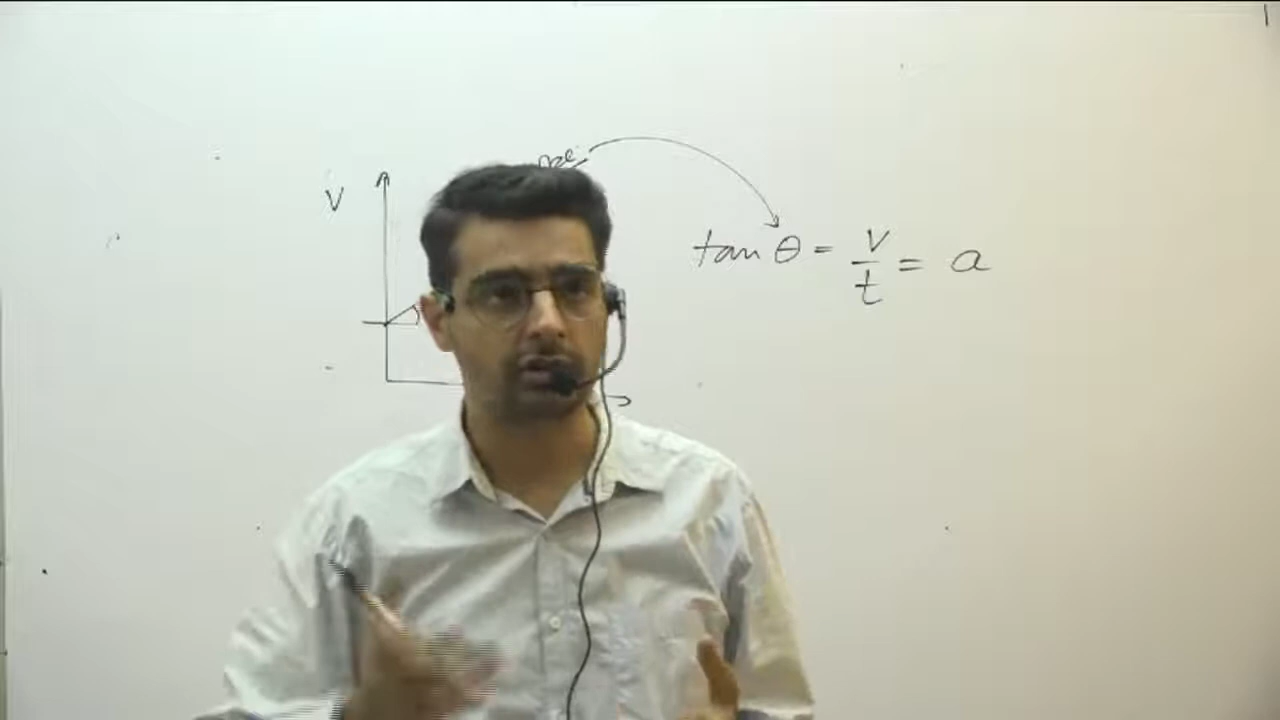 V
tan θ = v/t = a